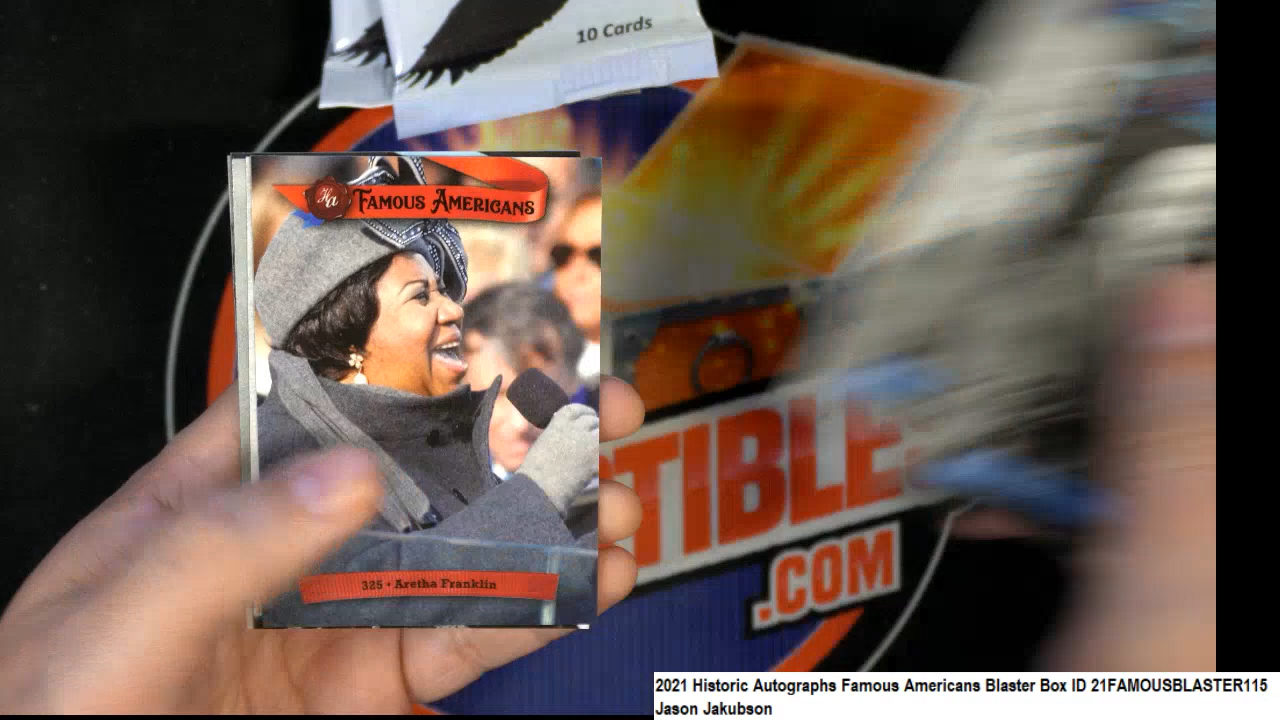 10 Cards
Ha
FAMOUS AMERICANS
TIBLE
.COM
325 • Aretha Franklin
2021 Historic Autographs Famous Americans Blaster Box ID 21FAMOUSBLASTER115
Jason Jakubson